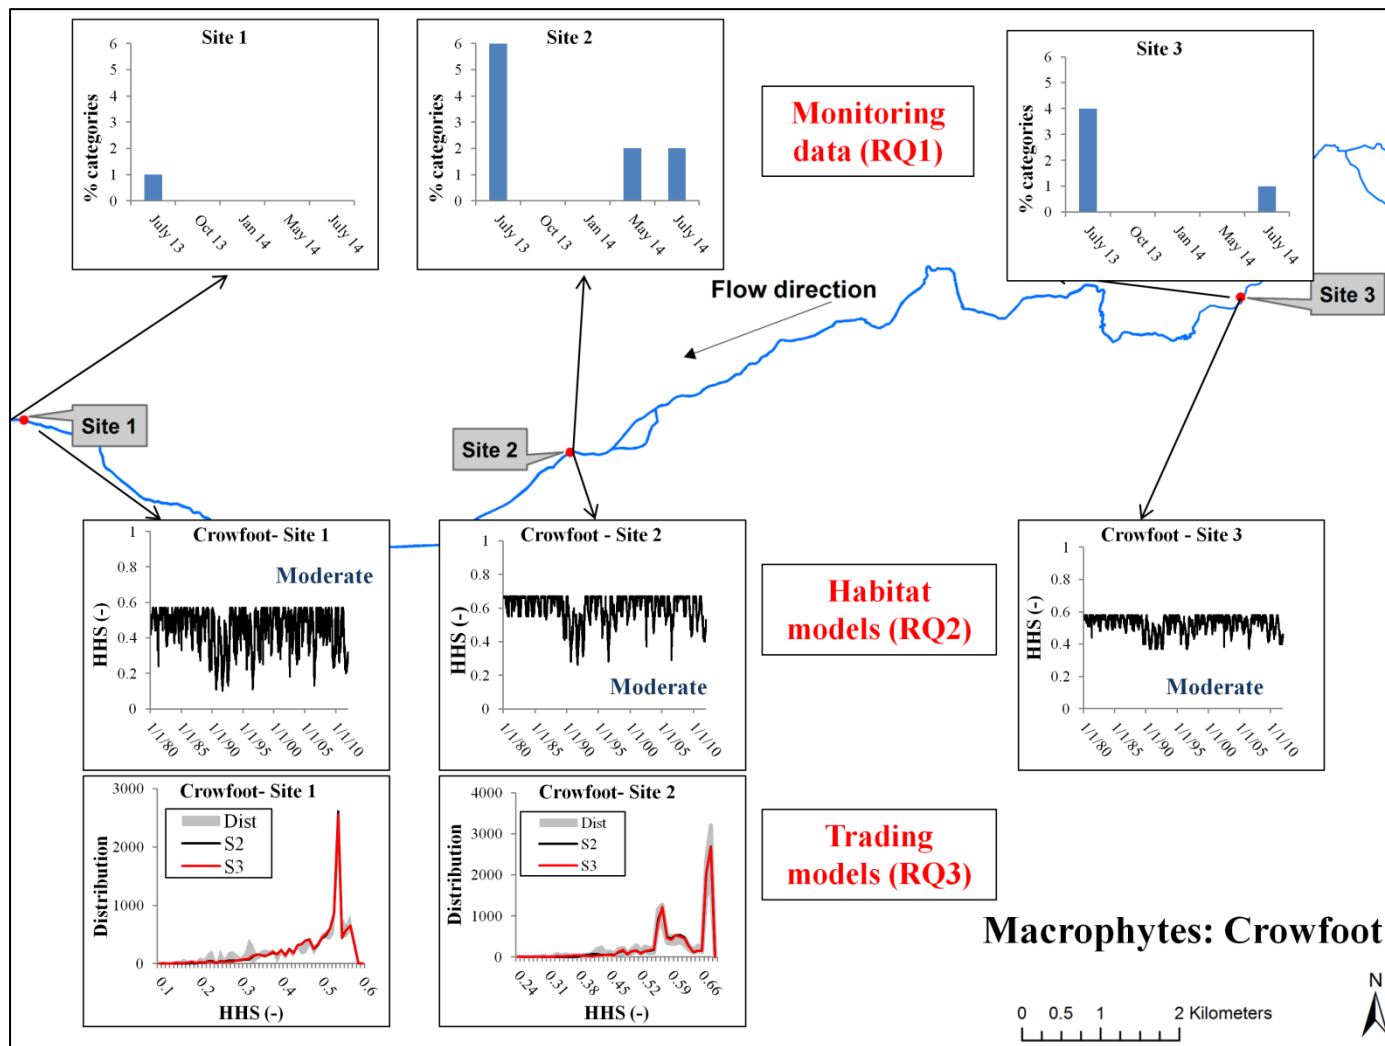 Site 1
% categories
6
5
4
3
2
1
0
July 13
Oct 13
Jan 14
May 14
July 14
Site 2
% categories
6
5
4
3
2
1
0
July 13
Oct 13
Jan 14
May 14
July 14
Monitoring
data (RQ1)
Site 3
% categories
6
5
4
3
2
1
0
July 13
Oct 13
Jan 14
May 14
July 14
Flow direction
Site 1
Site 2
Site 3
Crowfoot- Site 1
Moderate
HHS (-)
1
0.8
0.6
0.4
0.2
0
1/1/80
1/1/85
1/1/90
1/1/95
1/1/00
1/1/05
1/1/10
Crowfoot - Site 2
Moderate
HHS (-)
1
0.8
0.6
0.4
0.2
0
1/1/80
1/1/85
1/1/90
1/1/95
1/1/00
1/1/05
1/1/10
Habitat
models (RQ2)
Crowfoot - Site 3
Moderate
HHS (-)
1
0.8
0.6
0.4
0.2
0
1/1/80
1/1/85
1/1/90
1/1/95
1/1/00
1/1/05
1/1/10
Crowfoot- Site 1
Dist
S2
S3
Distribution
3000
2000
1000
0
0.1
0.2
0.3
0.4
0.5
0.6
HHS (-)
Crowfoot- Site 2
Dist
S2
S3
Distribution
4000
3000
2000
1000
0
0.24
0.31
0.38
0.45
0.52
0.59
0.66
HHS (-)
Trading
models (RQ3)
Macrophytes: Crowfoot
N
0 0.5 1 2 Kilometers